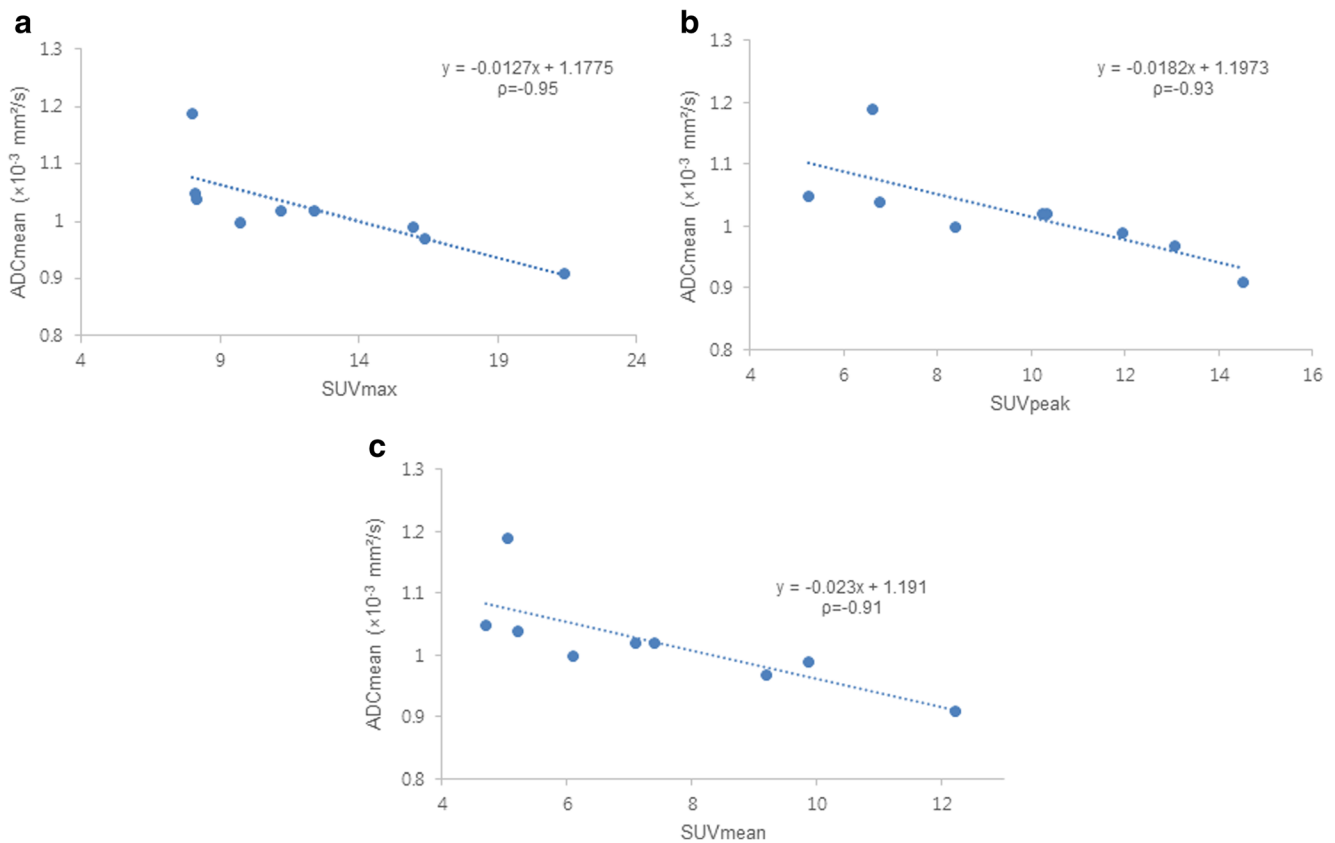 a
y = -0.0127x + 1.1775
ρ=-0.95
ADCmean (×10⁻³ mm²/s)
1.3
1.2
1.1
1
0.9
0.8
4 9 14 19 24
SUVmax
b
y = -0.0182x + 1.1973
ρ=-0.93
ADCmean (×10⁻³ mm²/s)
1.3
1.2
1.1
1
0.9
0.8
4 6 8 10 12 14 16
SUVpeak
c
y = -0.023x + 1.191
ρ=-0.91
ADCmean (×10⁻³ mm²/s)
1.3
1.2
1.1
1
0.9
0.8
4 6 8 10 12
SUVmean